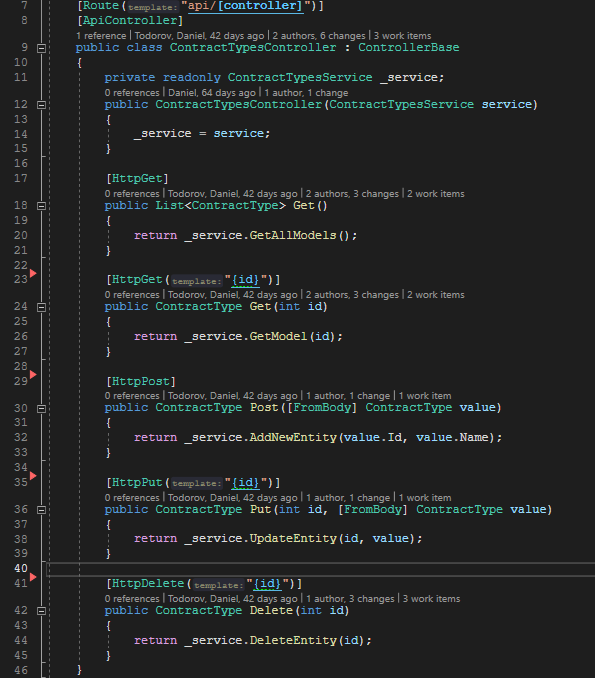 7 [Route(template: "api/[controller]")]
8 [ApiController]
1 reference | Todorov, Daniel, 42 days ago | 2 authors, 6 changes | 3 work items
9 public class ContractTypesController : ControllerBase
10 {
11 private readonly ContractTypesService _service;
0 references | Daniel, 64 days ago | 1 author, 1 change
12 public ContractTypesController(ContractTypesService service)
13 {
14 _service = service;
15 }
16
17 [HttpGet]
0 references | Todorov, Daniel, 42 days ago | 2 authors, 3 changes | 2 work items
18 public List<ContractType> Get()
19 {
20 return _service.GetAllModels();
21 }
22
23 [HttpGet(template: "{id}")]
0 references | Todorov, Daniel, 42 days ago | 2 authors, 3 changes | 2 work items
24 public ContractType Get(int id)
25 {
26 return _service.GetModel(id);
27 }
28
29 [HttpPost]
0 references | Todorov, Daniel, 42 days ago | 1 author, 1 change | 1 work item
30 public ContractType Post([FromBody] ContractType value)
31 {
32 return _service.AddNewEntity(value.Id, value.Name);
33 }
34
35 [HttpPut(template: "{id}")]
0 references | Todorov, Daniel, 42 days ago | 1 author, 1 change | 1 work item
36 public ContractType Put(int id, [FromBody] ContractType value)
37 {
38 return _service.UpdateEntity(id, value);
39 }
40
41 [HttpDelete(template: "{id}")]
0 references | Todorov, Daniel, 42 days ago | 1 author, 3 changes | 3 work items
42 public ContractType Delete(int id)
43 {
44 return _service.DeleteEntity(id);
45 }
46 }